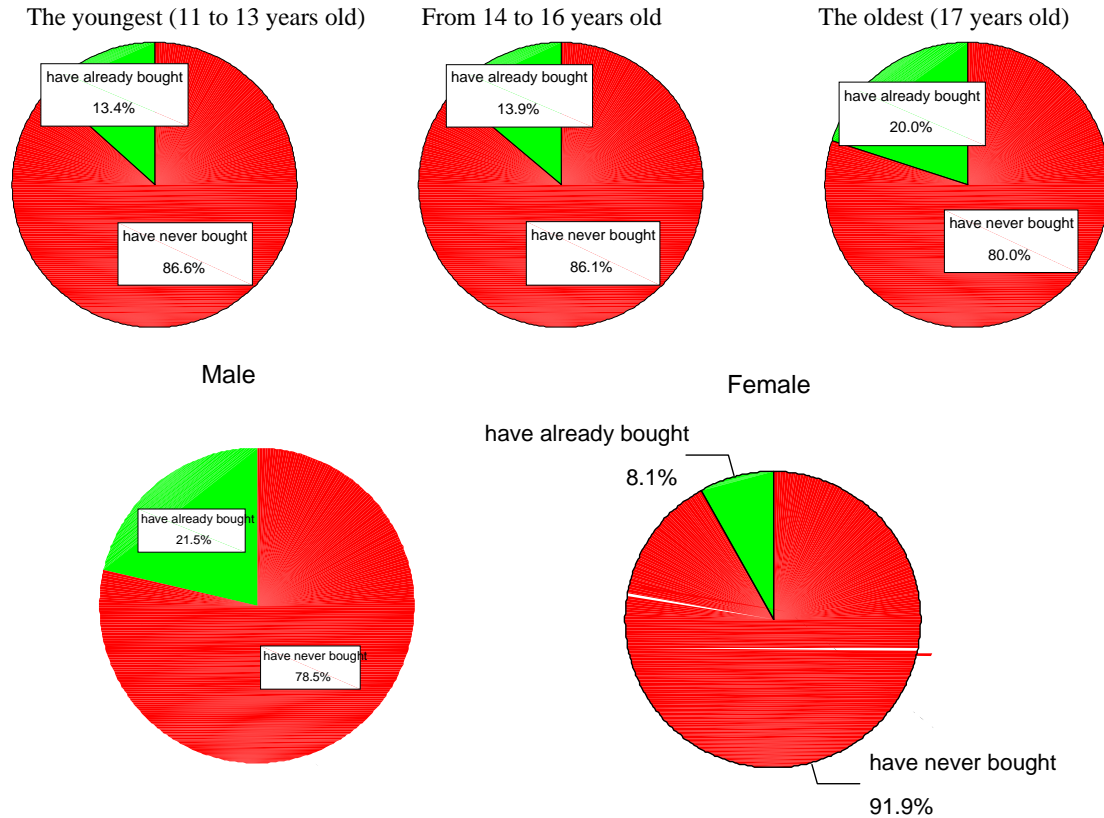 The youngest (11 to 13 years old)
From 14 to 16 years old
The oldest (17 years old)
have already bought
13.4%
have never bought
86.6%
have already bought
13.9%
have never bought
86.1%
have already bought
20.0%
have never bought
80.0%
Male
have already bought
21.5%
have never bought
78.5%
Female
have already bought
8.1%
have never bought
91.9%